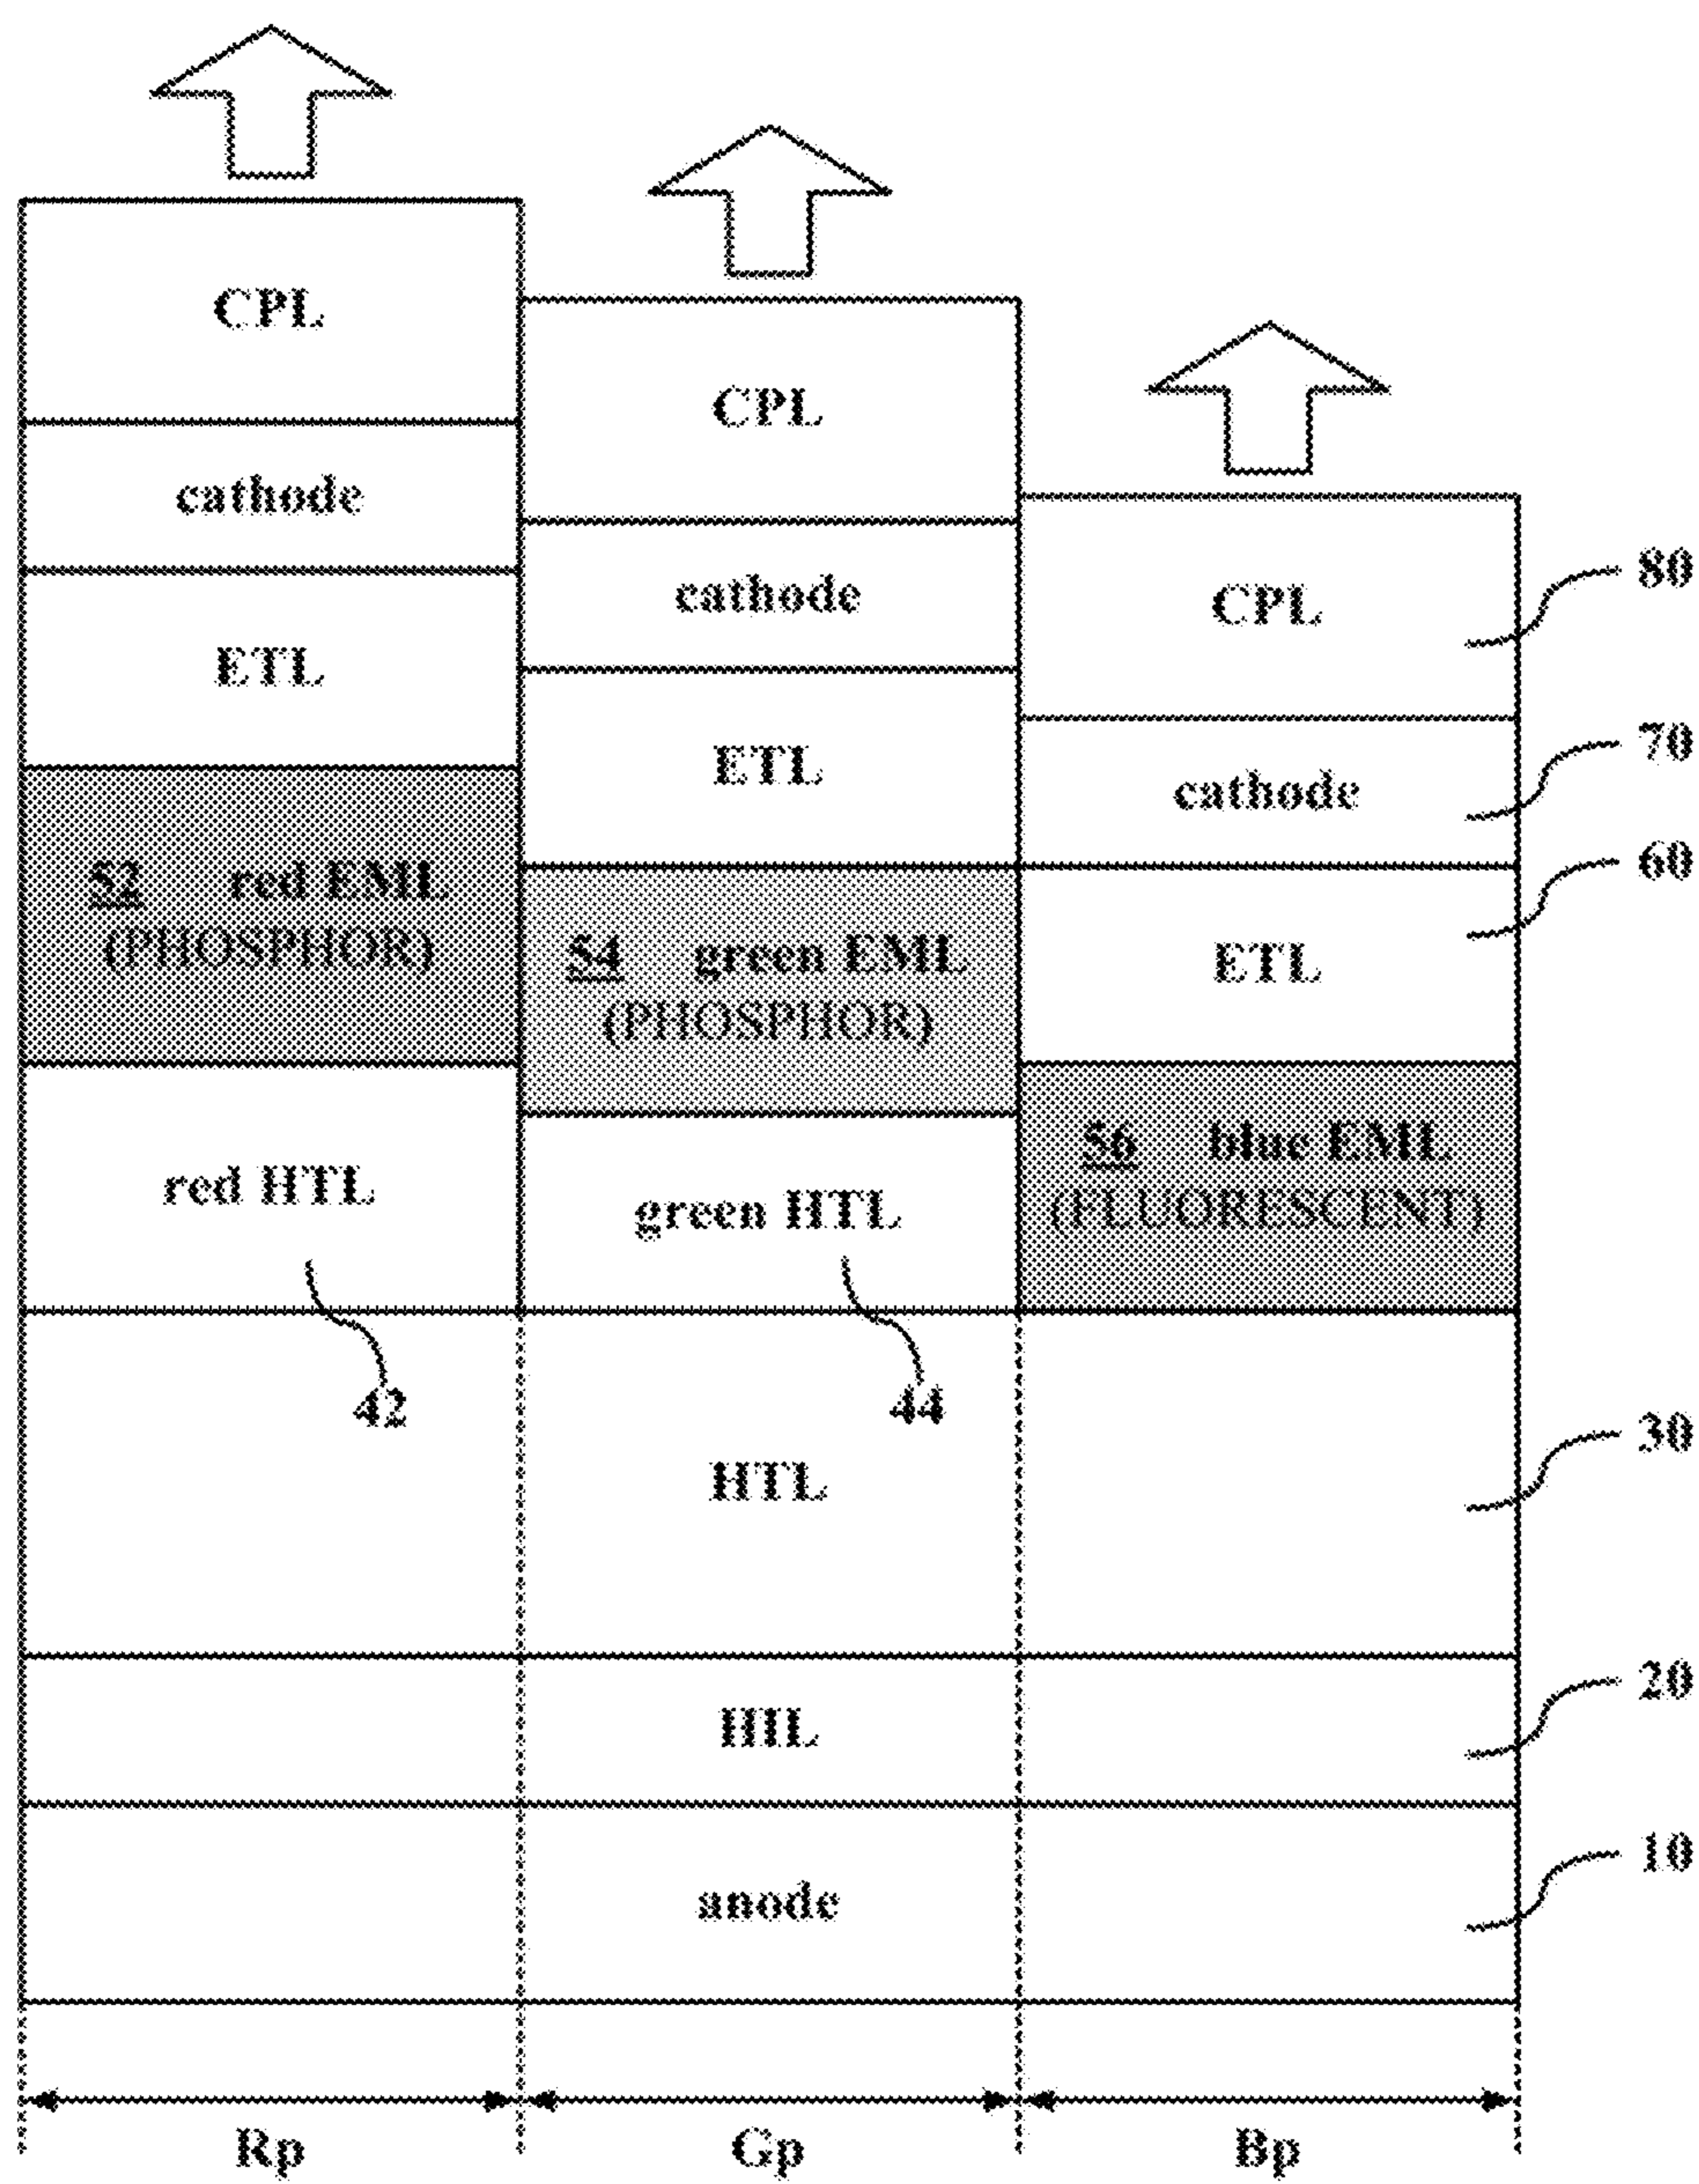 CPL
CPL
cathode
80
cathode
CPL
ETL
70
ETL
cathode
60
52 red EML
(PHOSPHOR)
54 green EML
(PHOSPHOR)
ETL
56 blue EML
(FLUORESCENT)
red HTL
green HTL
42
44
30
HTL
20
HIL
10
anode
Rp
Gp
Bp